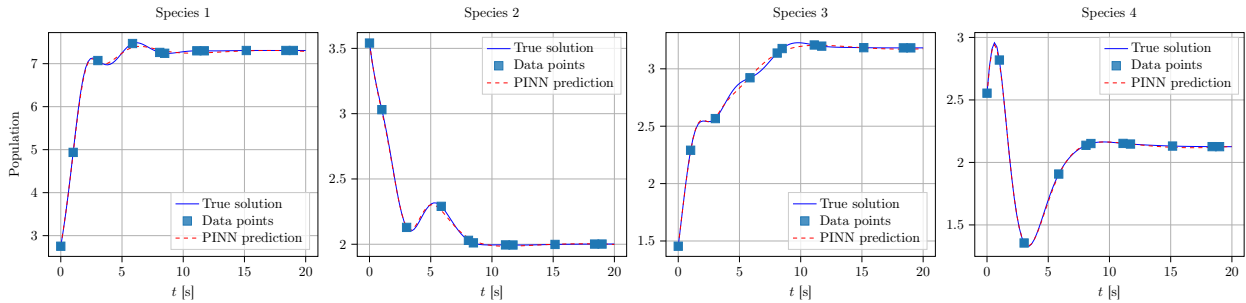 Species 1
Species 2
Species 3
Species 4
Population
7
6
5
4
3
0
5
10
15
20
t [s]
True solution
Data points
PINN prediction
3.5
3
2.5
2
0
5
10
15
20
t [s]
True solution
Data points
PINN prediction
3
2.5
2
1.5
0
5
10
15
20
t [s]
True solution
Data points
PINN prediction
3
2.5
2
1.5
0
5
10
15
20
t [s]
True solution
Data points
PINN prediction